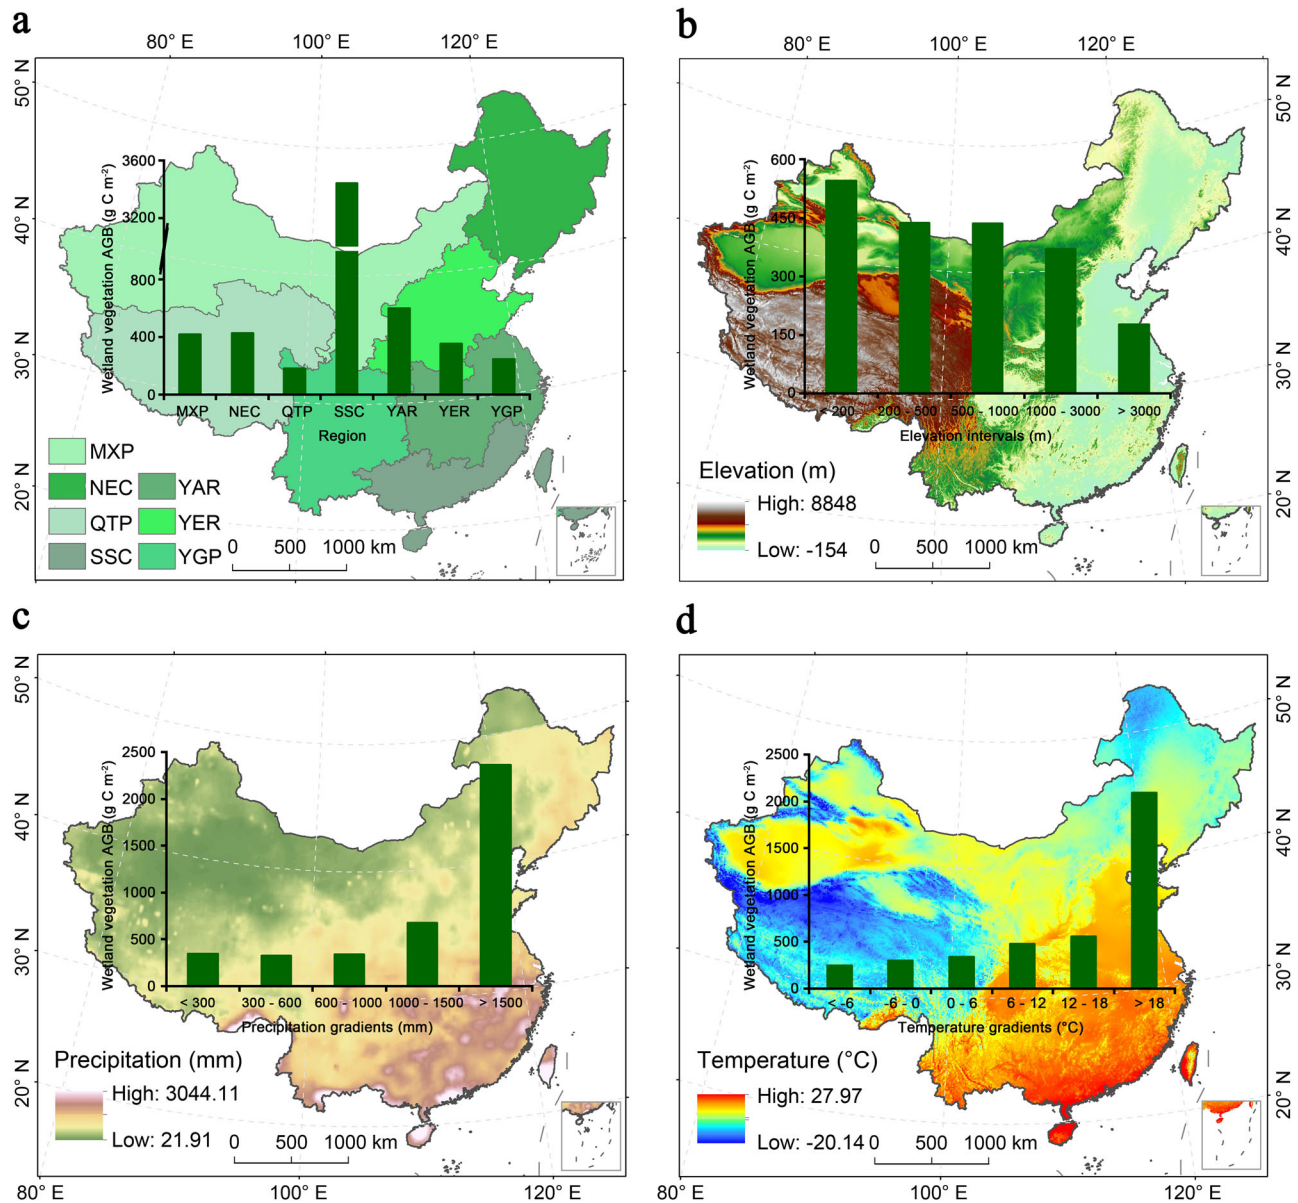 a
80° E 100° E 120° E
50° N
40° N
30° N
20° N
Wetland vegetation AGB (g C m⁻²)
3600
3200
800
400
0
MXP NEC QTP SSC YAR YER YGP
Region
MXP
NEC YAR
QTP YER
SSC YGP
0 500 1000 km
b
80° E 100° E 120° E
50° N
40° N
30° N
20° N
Wetland vegetation AGB (g C m⁻²)
600
450
300
150
0
< 200 200 - 500 500 - 1000 1000 - 3000 > 3000
Elevation intervals (m)
Elevation (m)
High: 8848
Low: -154
0 500 1000 km
c
50° N
40° N
30° N
20° N
Wetland vegetation AGB (g C m⁻²)
2500
2000
1500
1000
500
0
< 300 300 - 600 600 - 1000 1000 - 1500 > 1500
Precipitation gradients (mm)
Precipitation (mm)
High: 3044.11
Low: 21.91
0 500 1000 km
80° E 100° E 120° E
d
50° N
40° N
30° N
20° N
Wetland vegetation AGB (g C m⁻²)
2500
2000
1500
1000
500
0
< -6 -6 - 0 0 - 6 6 - 12 12 - 18 > 18
Temperature gradients (°C)
Temperature (°C)
High: 27.97
Low: -20.14
0 500 1000 km
80° E 100° E 120° E